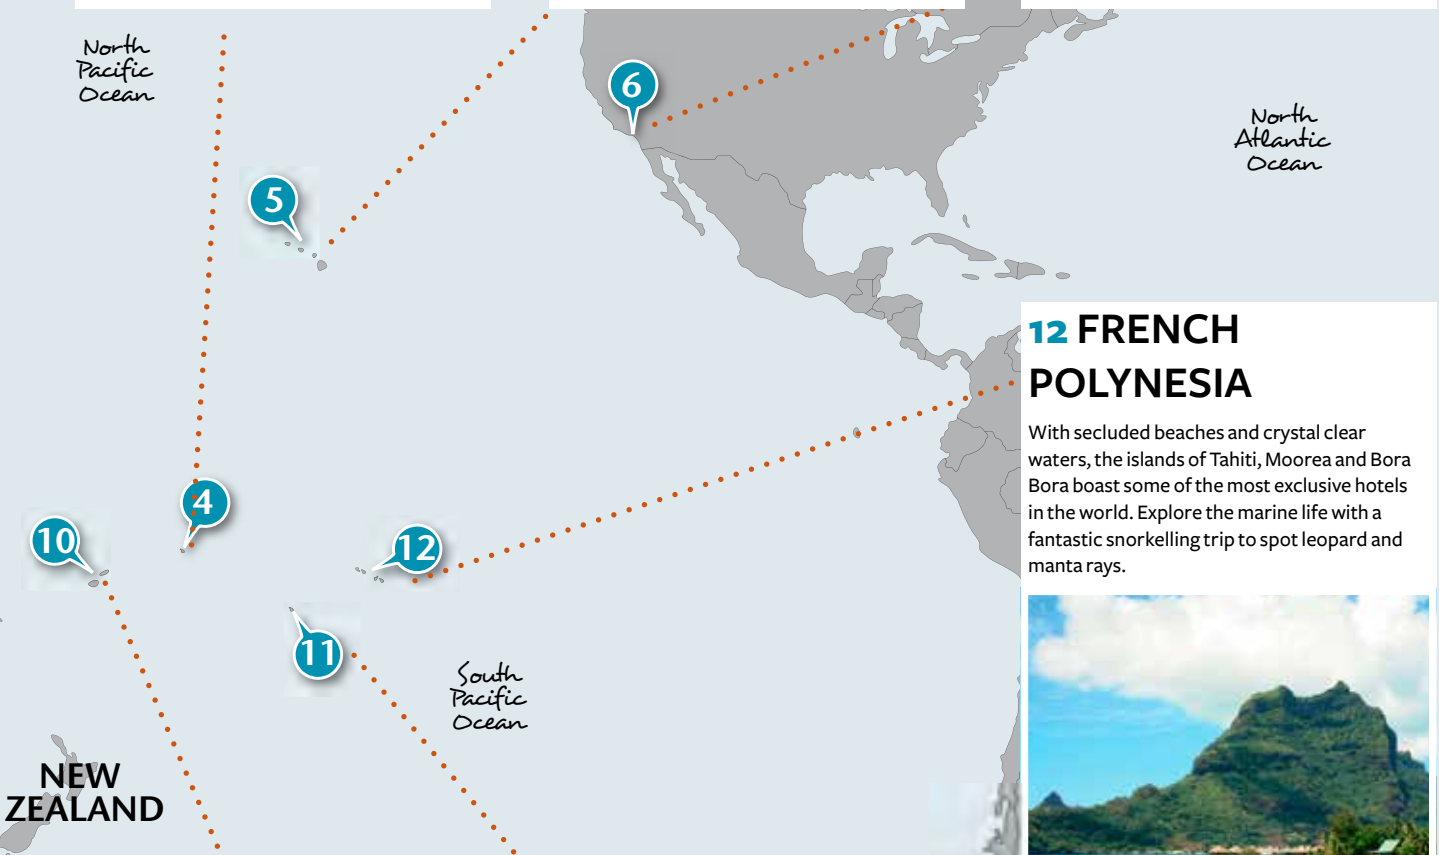 North
Pacific
Ocean
6
North
Atlantic
Ocean
5
12 FRENCH
POLYNESIA
With secluded beaches and crystal clear
waters, the islands of Tahiti, Moorea and Bora
Bora boast some of the most exclusive hotels
in the world. Explore the marine life with a
fantastic snorkelling trip to spot leopard and
manta rays.
4
10
12
11
South
Pacific
Ocean
NEW
ZEALAND